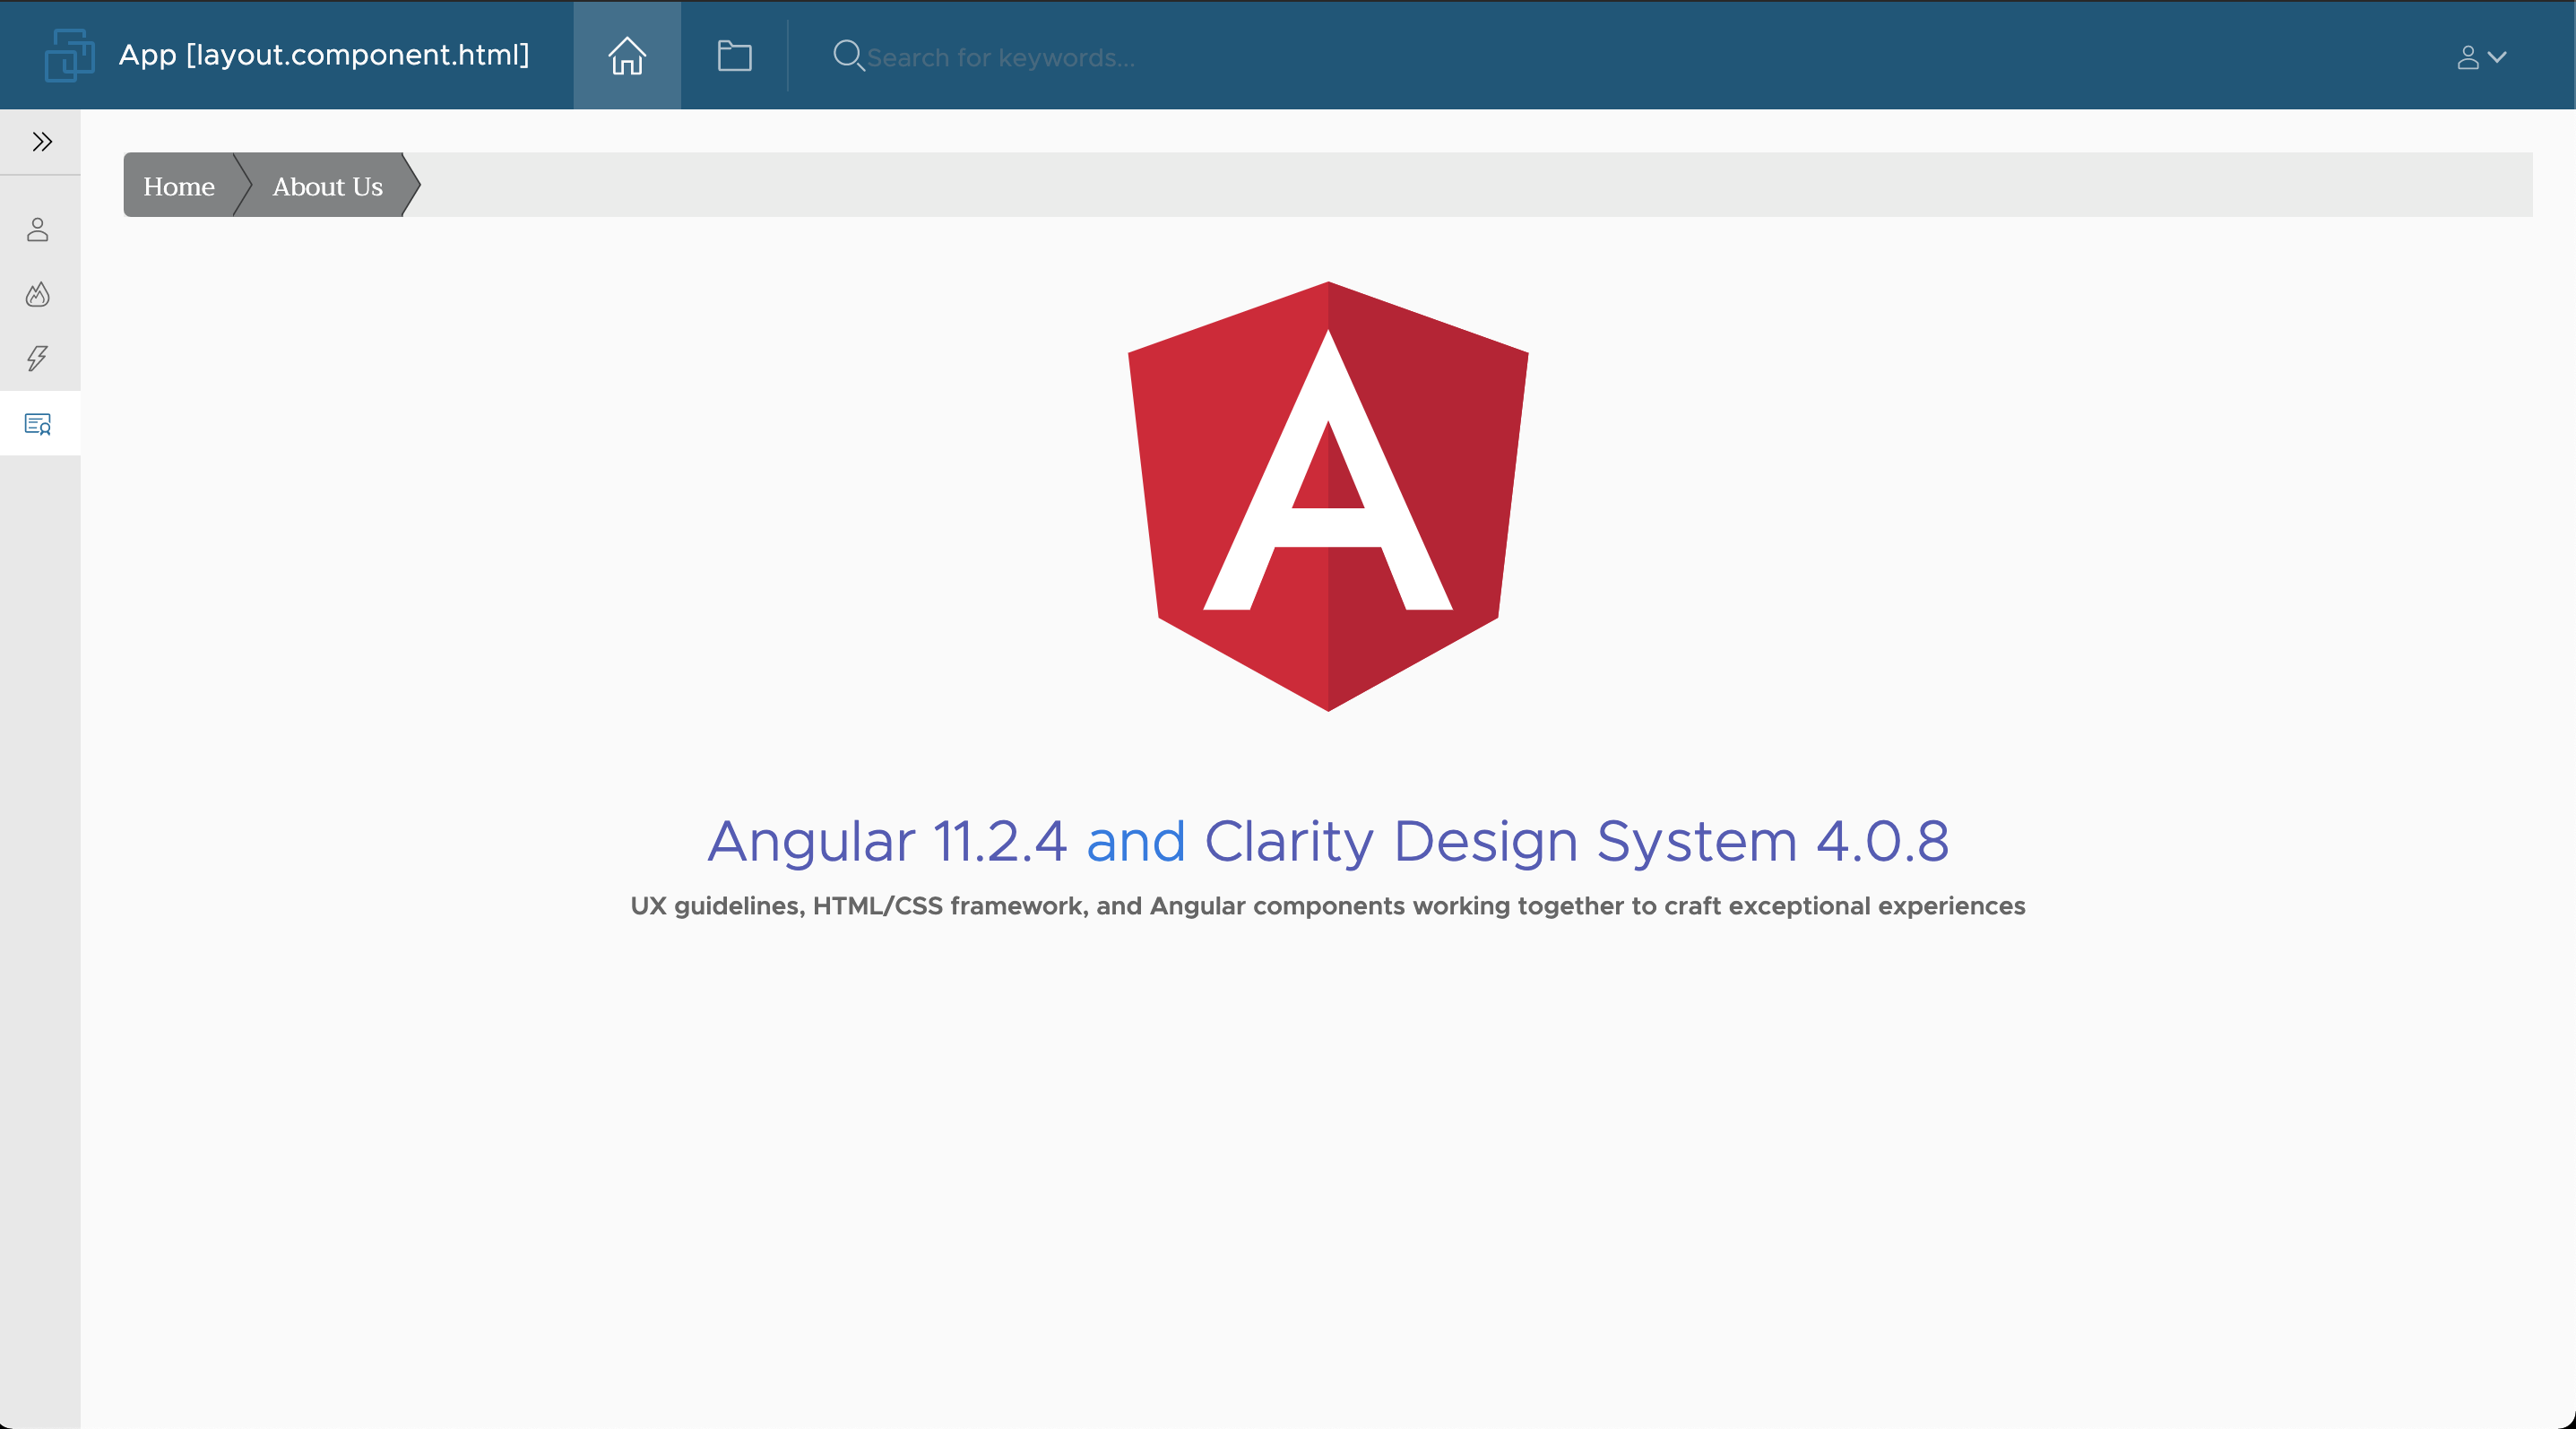 App [layout.component.html]
Search for keywords...
Home
About Us
Angular 11.2.4 and Clarity Design System 4.0.8
UX guidelines, HTML/CSS framework, and Angular components working together to craft exceptional experiences